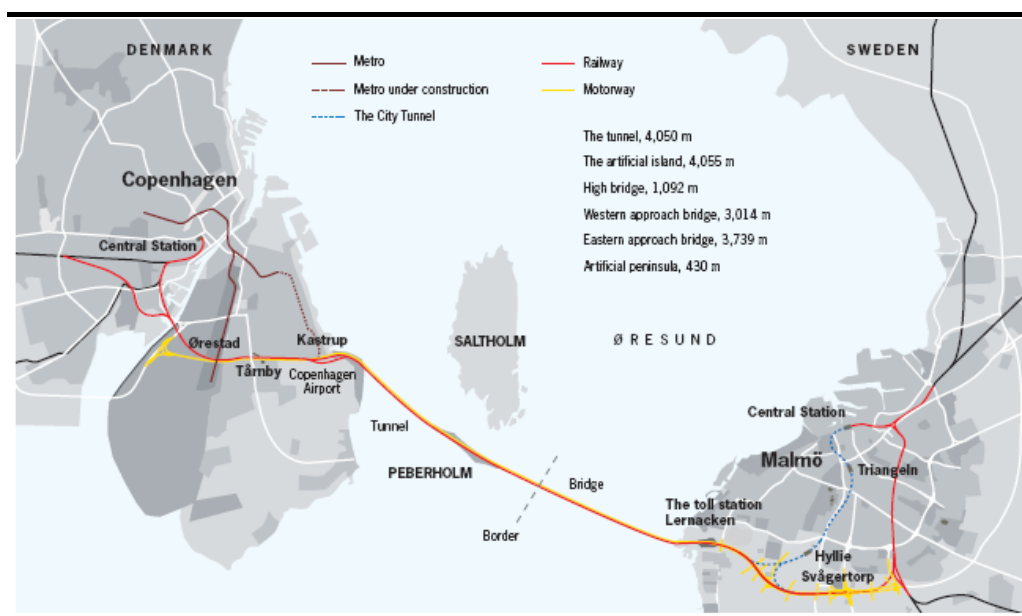 DENMARK
SWEDEN
Metro
Metro under construction
The City Tunnel
Railway
Motorway
The tunnel, 4,050 m
The artificial island, 4,055 m
High bridge, 1,092 m
Western approach bridge, 3,014 m
Eastern approach bridge, 3,739 m
Artificial peninsula, 430 m
Copenhagen
Central Station
Ørestad
Tårnby
Kastrup
Copenhagen
Airport
SALTHOLM
ØRESUND
Tunnel
PEBERHOLM
Bridge
Border
Central Station
Malmö
Triangeln
The toll station
Lernacken
Hyllie
Svågertorp